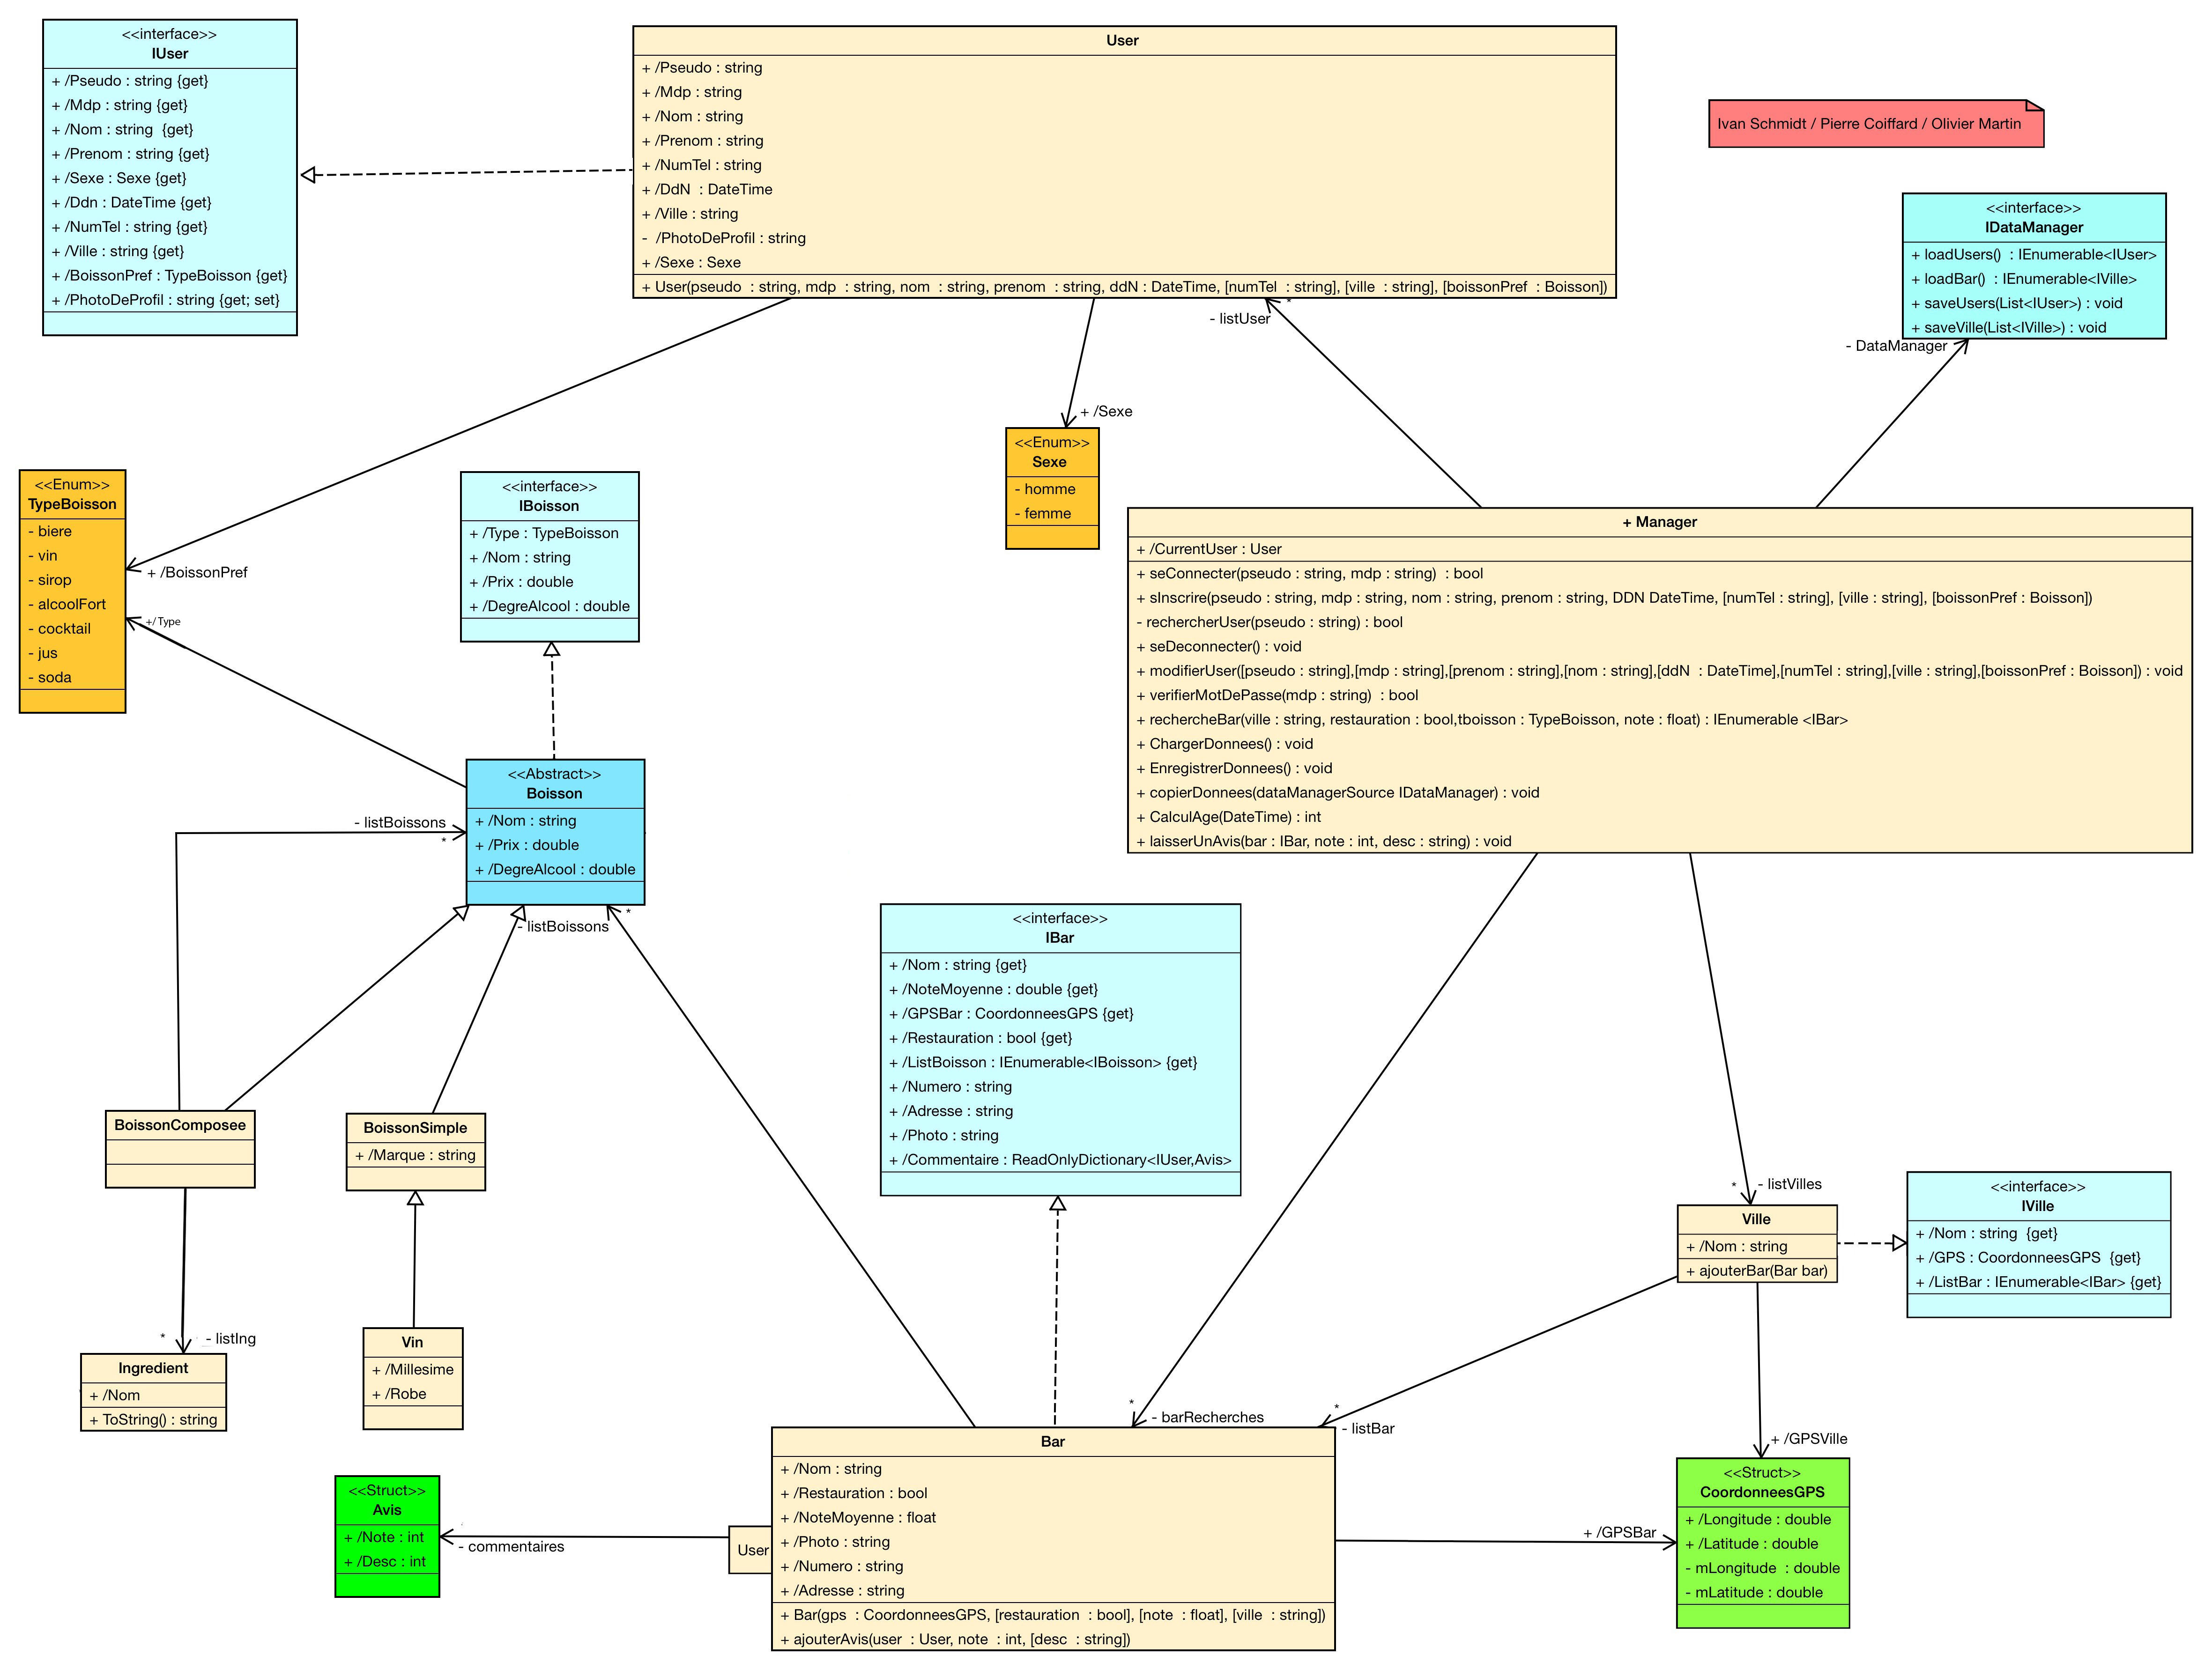 <<interface>>
IUser
+ /Pseudo : string {get}
+ /Mdp : string {get}
+ /Nom : string  {get}
+ /Prenom : string {get}
+ /Sexe : Sexe {get}
+ /Ddn : DateTime {get}
+ /NumTel : string {get}
+ /Ville : string {get}
+ /BoissonPref : TypeBoisson {get}
+ /PhotoDeProfil : string {get; set}
User
+ /Pseudo : string
+ /Mdp : string
+ /Nom : string
+ /Prenom : string
+ /NumTel : string
+ /DdN  : DateTime
+ /Ville : string
-  /PhotoDeProfil : string
+ /Sexe : Sexe
+ User(pseudo  : string, mdp  : string, nom  : string, prenom  : string, ddN : DateTime, [numTel  : string], [ville  : string], [boissonPref  : Boisson])
Ivan Schmidt / Pierre Coiffard / Olivier Martin
<<interface>>
IDataManager
+ loadUsers()  : IEnumerable<IUser>
+ loadBar()  : IEnumerable<IVille>
+ saveUsers(List<IUser>) : void
+ saveVille(List<IVille>) : void
- DataManager
*
- listUser
+ /Sexe
<<Enum>>
Sexe
- homme
- femme
<<Enum>>
TypeBoisson
- biere
- vin
- sirop
- alcoolFort
- cocktail
- jus
- soda
+ /BoissonPref
+/Type
<<interface>>
IBoisson
+ /Type : TypeBoisson
+ /Nom : string
+ /Prix : double
+ /DegreAlcool : double
+ Manager
+ /CurrentUser : User
+ seConnecter(pseudo : string, mdp : string)  : bool
+ sInscrire(pseudo : string, mdp : string, nom : string, prenom : string, DDN DateTime, [numTel : string], [ville : string], [boissonPref : Boisson])
- rechercherUser(pseudo : string) : bool
+ seDeconnecter() : void
+ modifierUser([pseudo : string],[mdp : string],[prenom : string],[nom : string],[ddN  : DateTime],[numTel : string],[ville : string],[boissonPref : Boisson]) : void
+ verifierMotDePasse(mdp : string)  : bool
+ rechercheBar(ville : string, restauration : bool,tboisson : TypeBoisson, note : float) : IEnumerable <IBar>
+ ChargerDonnees() : void
+ EnregistrerDonnees() : void
+ copierDonnees(dataManagerSource IDataManager) : void
+ CalculAge(DateTime) : int
+ laisserUnAvis(bar : IBar, note : int, desc : string) : void
<<Abstract>>
Boisson
+ /Nom : string
+ /Prix : double
+ /DegreAlcool : double
- listBoissons
*
*
- listBoissons
<<interface>>
IBar
+ /Nom : string {get}
+ /NoteMoyenne : double {get}
+ /GPSBar : CoordonneesGPS {get}
+ /Restauration : bool {get}
+ /ListBoisson : IEnumerable<IBoisson> {get}
+ /Numero : string
+ /Adresse : string
+ /Photo : string
+ /Commentaire : ReadOnlyDictionary<IUser,Avis>
BoissonComposee
BoissonSimple
+ /Marque : string
* - listVilles
Ville
+ /Nom : string
+ ajouterBar(Bar bar)
<<interface>>
IVille
+ /Nom : string  {get}
+ /GPS : CoordonneesGPS  {get}
+ /ListBar : IEnumerable<IBar> {get}
* - listIng
Ingredient
+ /Nom
+ ToString() : string
Vin
+ /Millesime
+ /Robe
*
- barRecherches
*
- listBar
+ /GPSVille
Bar
+ /Nom : string
+ /Restauration : bool
+ /NoteMoyenne : float
+ /Photo : string
+ /Numero : string
+ /Adresse : string
+ Bar(gps  : CoordonneesGPS, [restauration  : bool], [note  : float], [ville  : string])
+ ajouterAvis(user  : User, note  : int, [desc  : string])
User
<<Struct>>
Avis
+ /Note : int
+ /Desc : int
- commentaires
+ /GPSBar
<<Struct>>
CoordonneesGPS
+ /Longitude : double
+ /Latitude : double
- mLongitude  : double
- mLatitude : double